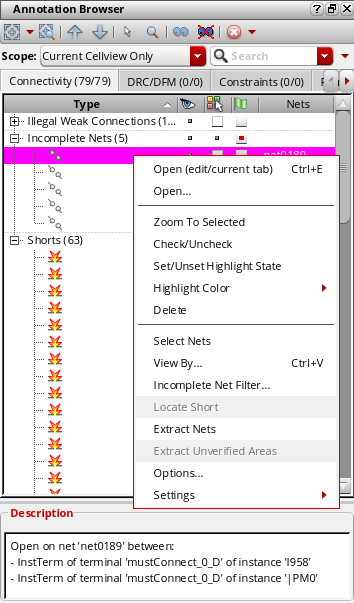 Annotation Browser
Scope: Current Cellview Only Search
Connectivity (79/79) DRC/DFM (0/0) Constraints (0/0)
Type Nets
Illegal Weak Connections (1...
Incomplete Nets (5)
net0189
Open (edit/current tab) Ctrl+E
Open...
Zoom To Selected
Check/Uncheck
Set/Unset Highlight State
Shorts (63)
Highlight Color
Delete
Select Nets
View By... Ctrl+V
Incomplete Net Filter...
Locate Short
Extract Nets
Extract Unverified Areas
Options...
Settings
Description
Open on net 'net0189' between:
- InstTerm of terminal 'mustConnect_0_D' of instance 'I958'
- InstTerm of terminal 'mustConnect_0_D' of instance '|PM0'